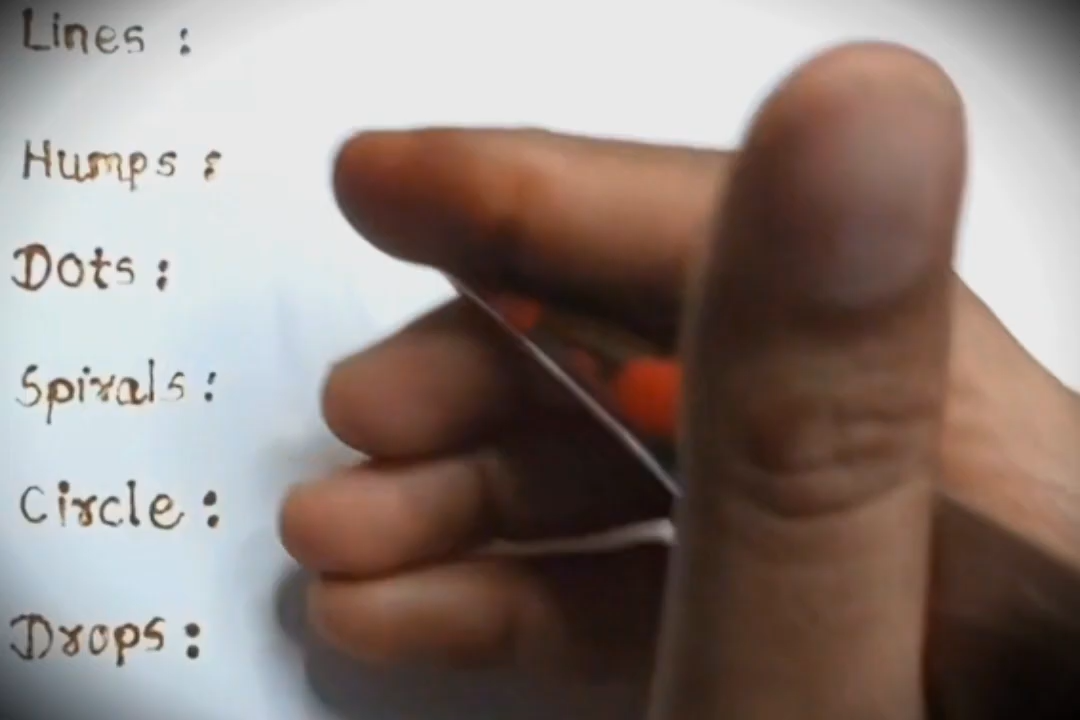 Lines :
Humps :
Dots :
Spirals :
Circle :
Drops :